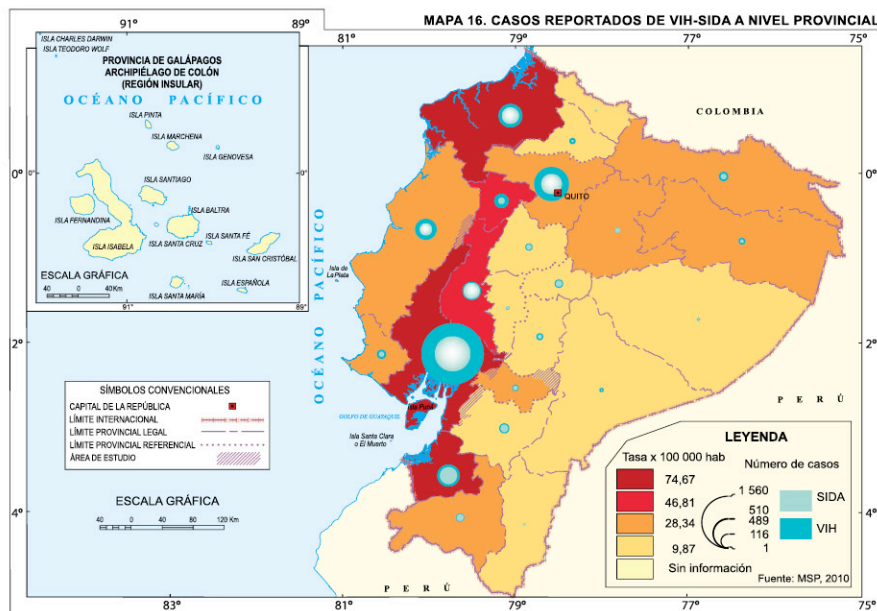 MAPA 16. CASOS REPORTADOS DE VIH-SIDA A NIVEL PROVINCIAL
91°
89°
ISLA CHARLES DARWIN
ISLA TEODORO WOLF
PROVINCIA DE GALÁPAGOS
ARCHIPIÉLAGO DE COLÓN
(REGIÓN INSULAR)
OCÉANO PACÍFICO
ISLA PINTA
ISLA MARCHENA
ISLA GENOVESA
0°
0°
ISLA SANTIAGO
ISLA BALTRA
ISLA FERNANDINA
ISLA SANTA CRUZ
ISLA SANTA FÉ
ISLA ISABELA
ISLA SAN CRISTÓBAL
ESCALA GRÁFICA
40 0 40Km
ISLA SANTA MARÍA
ISLA ESPAÑOLA
91°
89°
81°
79°
77°
75°
COLOMBIA
0°
0°
QUITO
OCÉANO PACÍFICO
Isla de
La Plata
2°
2°
GOLFO DE GUAYAQUIL
Isla Puná
Isla Santa Clara
o El Muerto
PERÚ
4°
4°
PERÚ
83°
81°
79°
77°
75°
SÍMBOLOS CONVENCIONALES
CAPITAL DE LA REPÚBLICA
LÍMITE INTERNACIONAL
LÍMITE PROVINCIAL LEGAL
LÍMITE PROVINCIAL REFERENCIAL
ÁREA DE ESTUDIO
ESCALA GRÁFICA
40 0 40 80 120 Km
LEYENDA
Tasa x 100 000 hab
74,67
46,81
28,34
9,87
Sin información
Número de casos
1 560
510
489
116
1
SIDA
VIH
Fuente: MSP, 2010